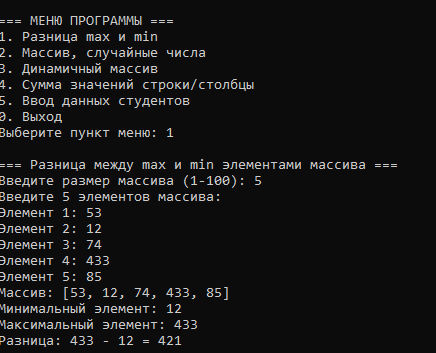 === МЕНЮ ПРОГРАММЫ ===
1. Разница max и min
2. Массив, случайные числа
3. Динамичный массив
4. Сумма значений строки/столбцы
5. Ввод данных студентов
0. Выход
Выберите пункт меню: 1
=== Разница между max и min элементами массива ===
Введите размер массива (1-100): 5
Введите 5 элементов массива:
Элемент 1: 53
Элемент 2: 12
Элемент 3: 74
Элемент 4: 433
Элемент 5: 85
Массив: [53, 12, 74, 433, 85]
Минимальный элемент: 12
Максимальный элемент: 433
Разница: 433 - 12 = 421